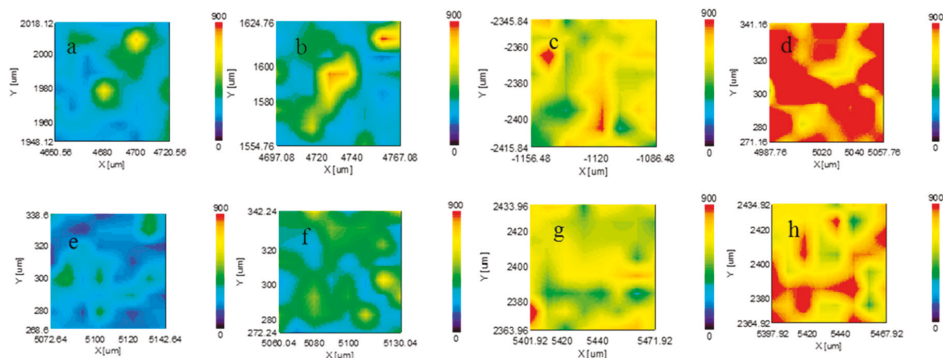 a
2018.12
2000
1980
1960
1948.12
4660.56 4680 4700 4720.56
X [um]
Y [um]
900
0
b
1624.76
1600
1580
1554.76
4697.08 4720 4740 4767.08
X [um]
Y [um]
900
0
c
-2345.84
-2360
-2380
-2400
-2415.84
-1156.48 -1120 -1086.48
X [um]
Y [um]
900
0
d
341.16
320
300
280
271.16
4987.76 5020 5040 5057.76
X [um]
Y [um]
900
0
e
338.6
320
300
280
268.6
5072.64 5100 5120 5142.64
X [um]
Y [um]
900
0
f
342.24
320
300
280
272.24
5060.04 5080 5100 5130.04
X [um]
Y [um]
900
0
g
2433.96
2420
2400
2380
2363.96
5401.92 5420 5440 5471.92
X [um]
Y [um]
900
0
h
2434.92
2420
2400
2380
2364.92
5397.92 5420 5440 5467.92
X [um]
Y [um]
900
0